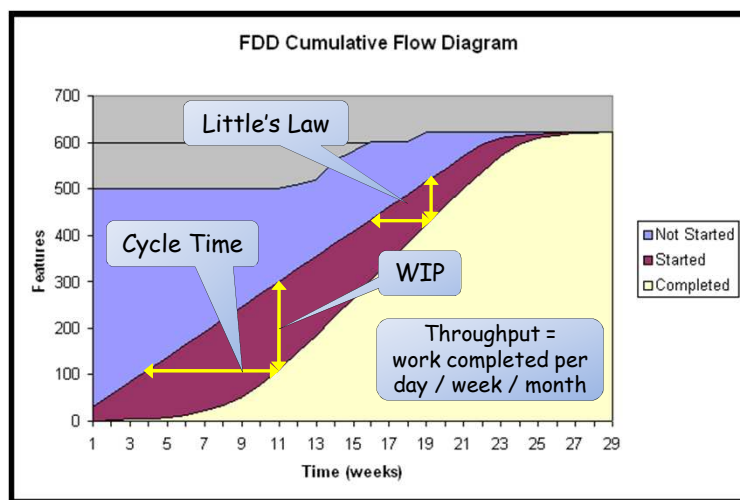 FDD Cumulative Flow Diagram
700
600
500
400
300
200
100
0
Features
Little's Law
Cycle Time
WIP
Throughput =
work completed per
day / week / month
Not Started
Started
Completed
1 3 5 7 9 11 13 15 17 19 21 23 25 27 29
Time (weeks)